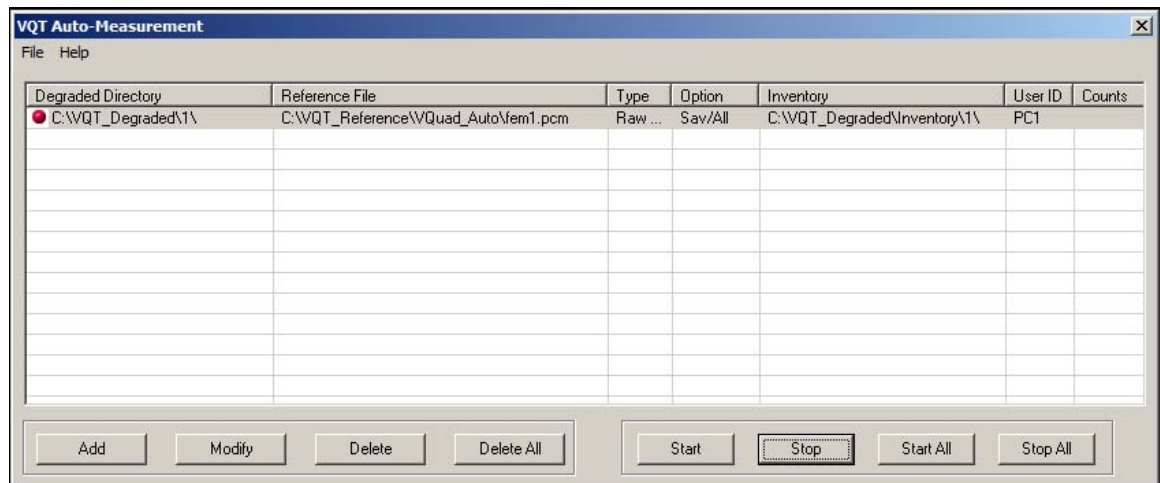 VQT Auto-Measurement
File Help
Degraded Directory Reference File Type Option Inventory User ID Counts
C:\VQT_Degraded\1\ C:\VQT_Reference\VQuad_Auto\fem1.pcm Raw ... Sav/All C:\VQT_Degraded\Inventory\1\ PC1
Add Modify Delete Delete All Start Stop Start All Stop All